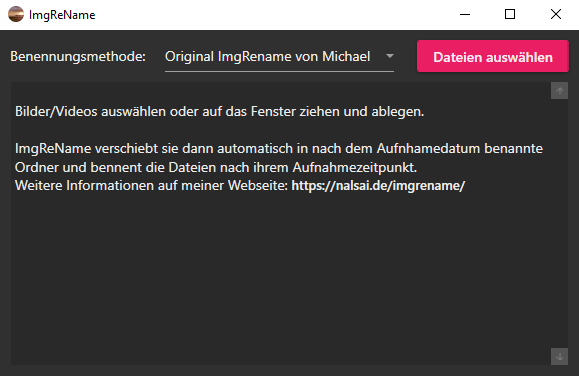 ImgReName
Benennungsmethode: Original ImgRename von Michael Dateien auswählen
Bilder/Videos auswählen oder auf das Fenster ziehen und ablegen.
ImgReName verschiebt sie dann automatisch in nach dem Aufnhamedatum benannte
Ordner und bennent die Dateien nach ihrem Aufnahmezeitpunkt.
Weitere Informationen auf meiner Webseite: https://nalsai.de/imgrename/